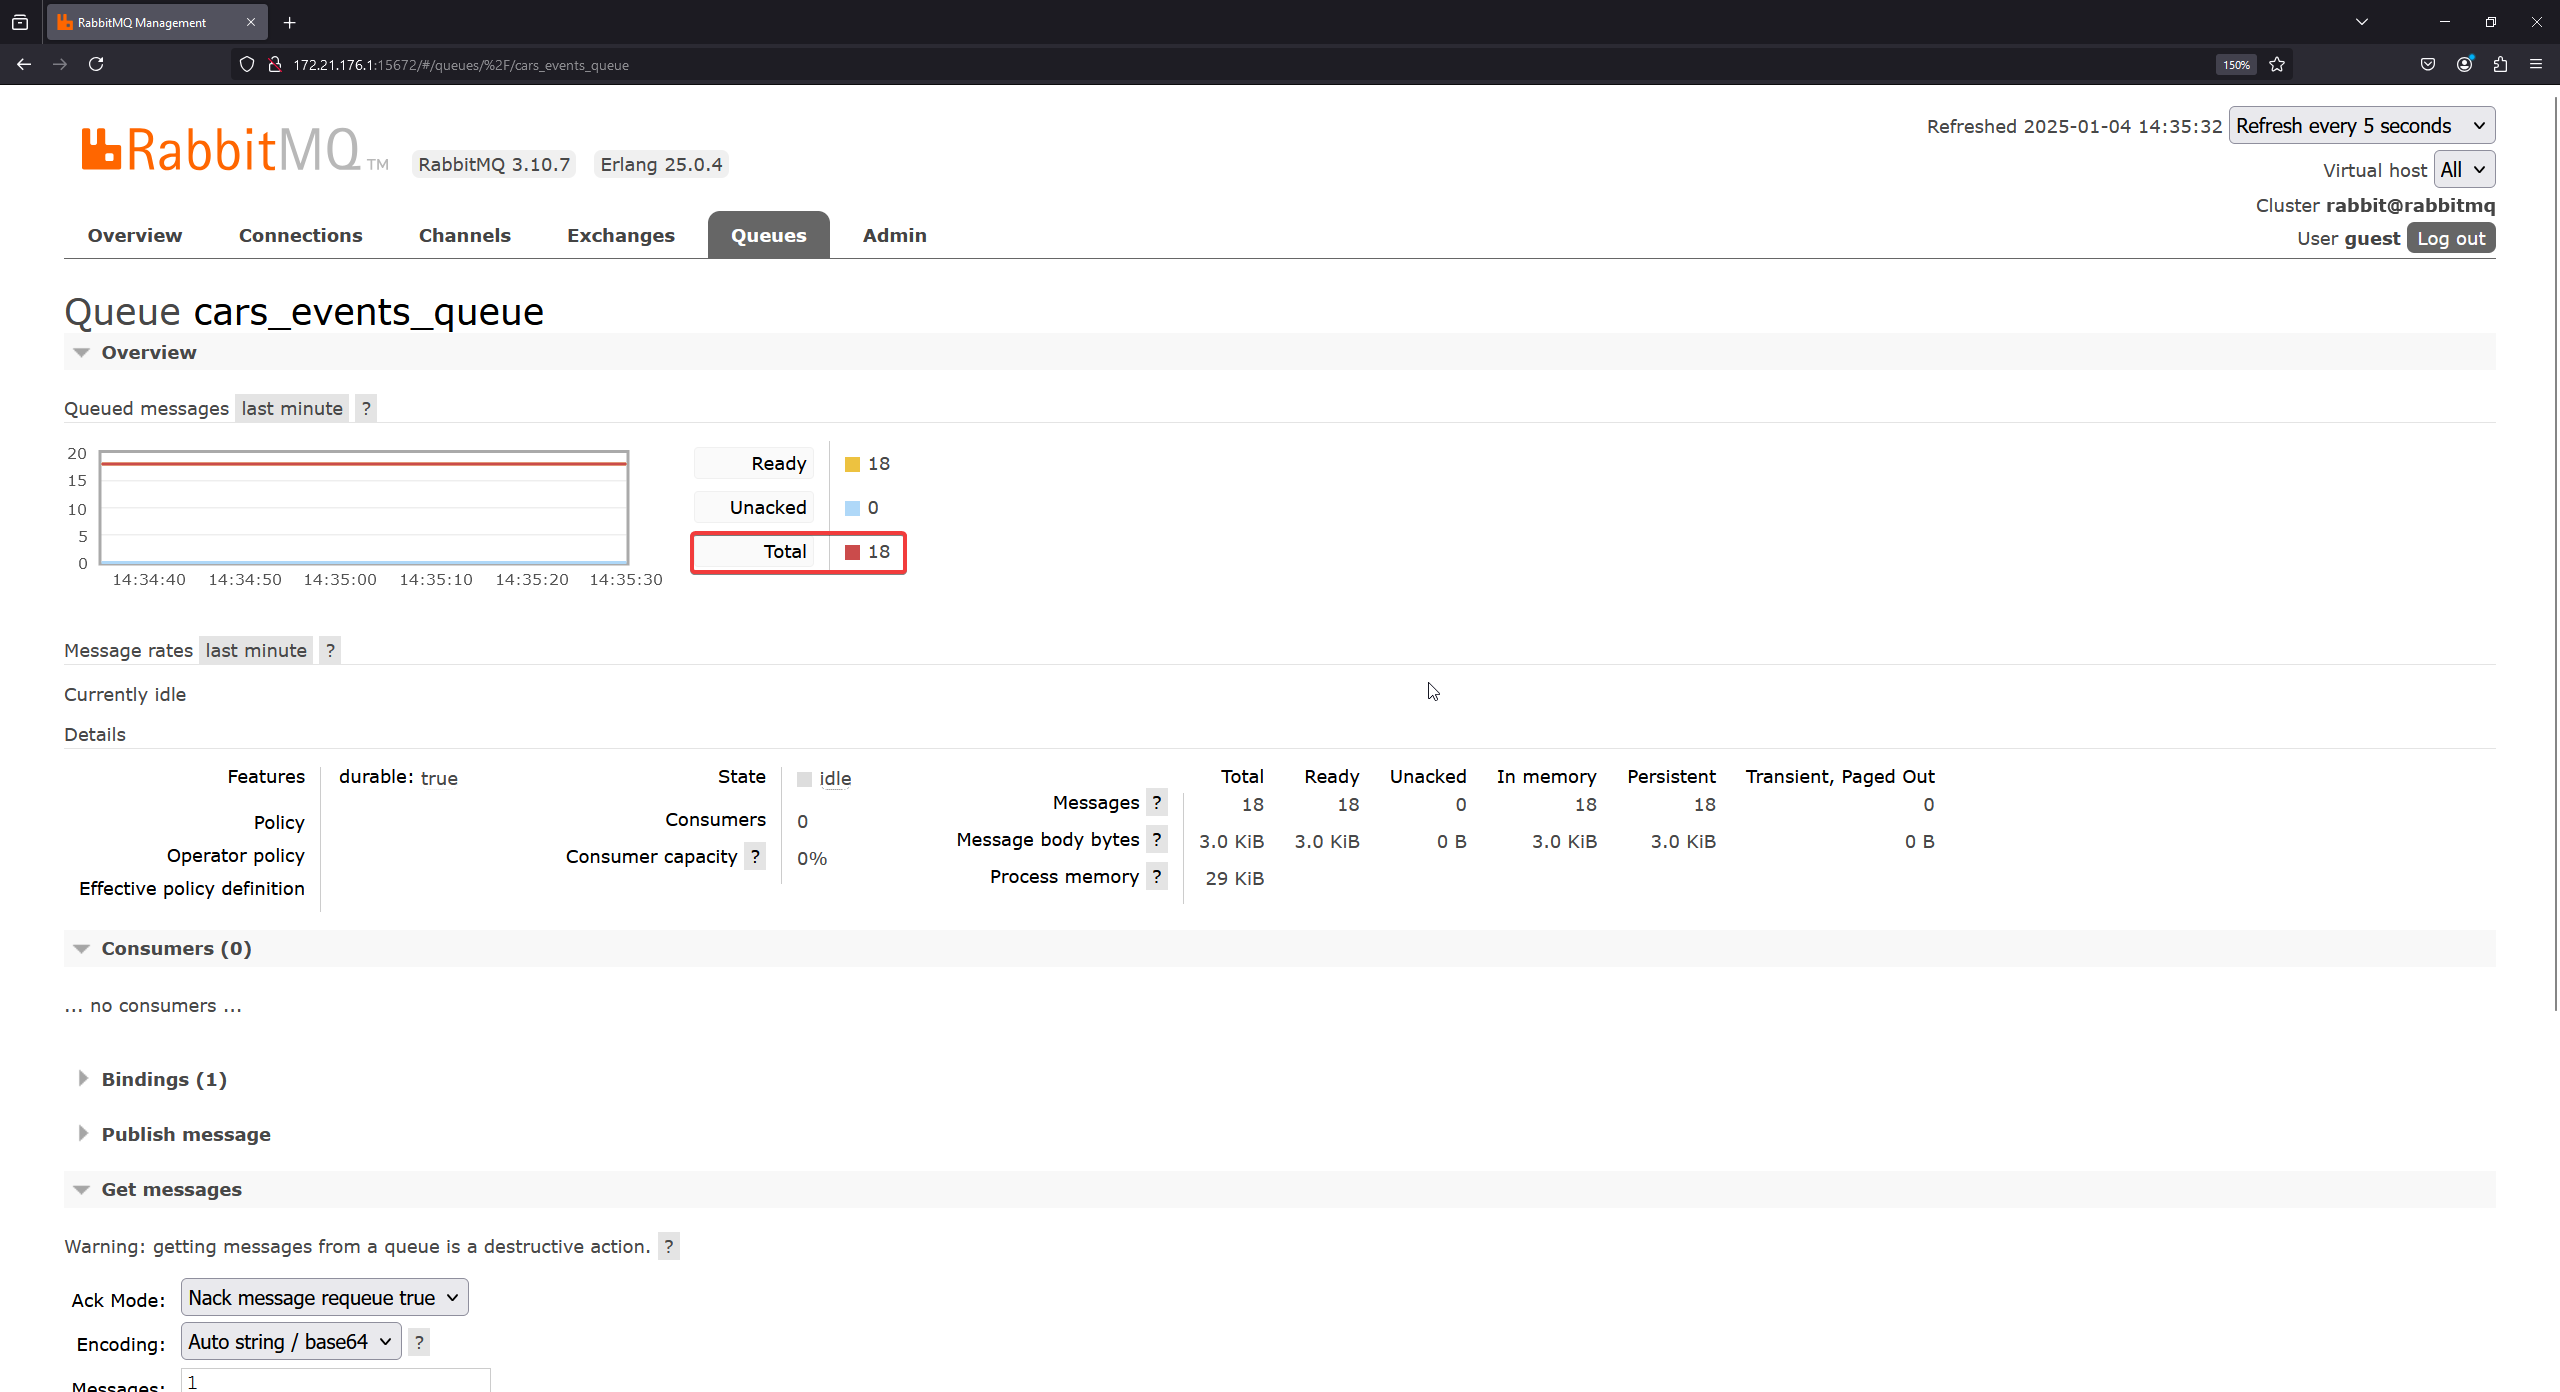 RabbitMQ Management
172.21.176.1:15672/#/queues/%2F/cars_events_queue
150%
RabbitMQ TM
RabbitMQ 3.10.7
Erlang 25.0.4
Refreshed 2025-01-04 14:35:32 Refresh every 5 seconds
Virtual host All
Cluster rabbit@rabbitmq
User guest Log out
Overview Connections Channels Exchanges Queues Admin
Queue cars_events_queue
Overview
Queued messages last minute ?
20
15
10
5
0
14:34:40 14:34:50 14:35:00 14:35:10 14:35:20 14:35:30
Ready 18
Unacked 0
Total 18
Message rates last minute ?
Currently idle
Details
Features durable: true
Policy
Operator policy
Effective policy definition
State idle
Consumers 0
Consumer capacity ? 0%
Total Ready Unacked In memory Persistent Transient, Paged Out
Messages ? 18 18 0 18 18 0
Message body bytes ? 3.0 KiB 3.0 KiB 0 B 3.0 KiB 3.0 KiB 0 B
Process memory ? 29 KiB
Consumers (0)
... no consumers ...
Bindings (1)
Publish message
Get messages
Warning: getting messages from a queue is a destructive action. ?
Ack Mode: Nack message requeue true
Encoding: Auto string / base64 ?
Messages: 1